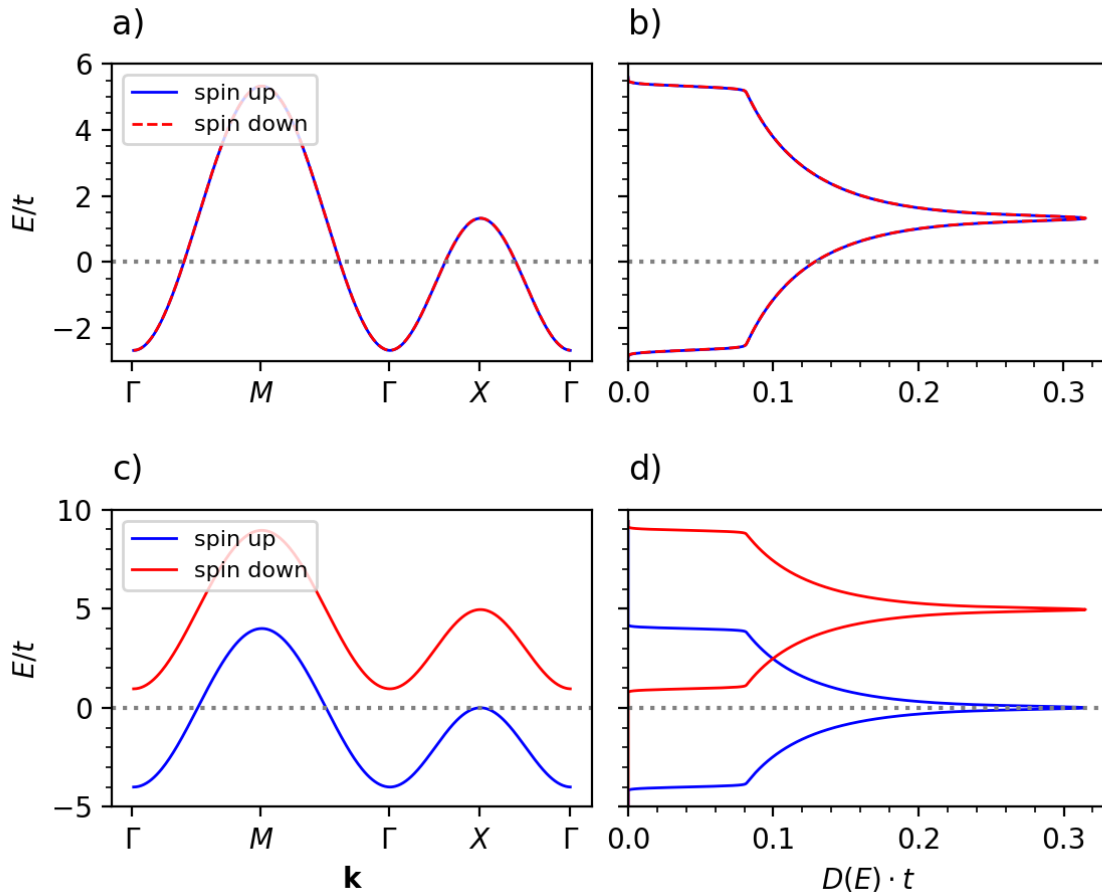 a)
b)
E/t
6
4
2
0
−2
spin up
spin down
Γ
M
Γ
X
Γ
0.0
0.1
0.2
0.3
c)
d)
E/t
10
5
0
−5
spin up
spin down
Γ
M
Γ
X
Γ
k
0.0
0.1
0.2
0.3
D(E) · t